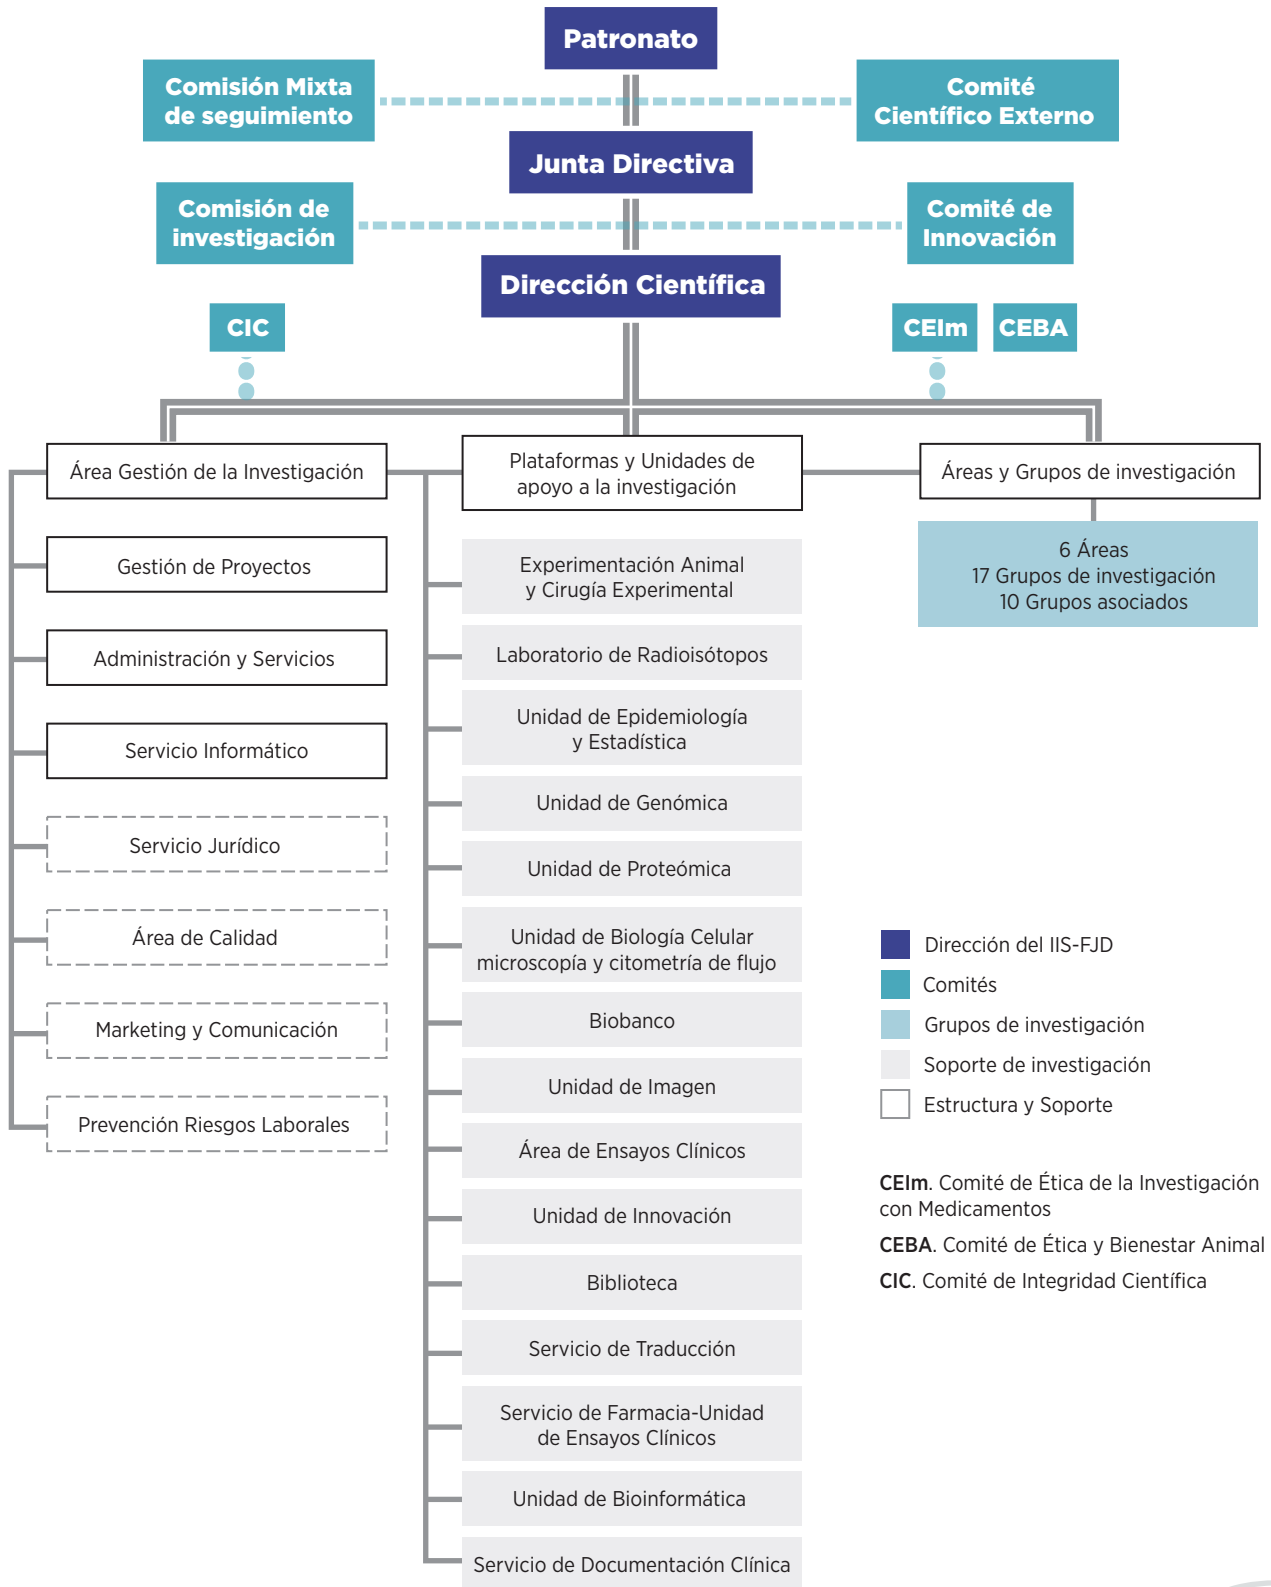 Patronato
Comisión Mixta
de seguimiento
Comité
Científico Externo
Junta Directiva
Comisión de
investigación
Comité de
Innovación
Dirección Científica
CIC
CEIm
CEBA
Área Gestión de la Investigación
Plataformas y Unidades de
apoyo a la investigación
Áreas y Grupos de investigación
6 Áreas
17 Grupos de investigación
10 Grupos asociados
Gestión de Proyectos
Administración y Servicios
Servicio Informático
Servicio Jurídico
Área de Calidad
Marketing y Comunicación
Prevención Riesgos Laborales
Experimentación Animal
y Cirugía Experimental
Laboratorio de Radioisótopos
Unidad de Epidemiología
y Estadística
Unidad de Genómica
Unidad de Proteómica
Unidad de Biología Celular
microscopía y citometría de flujo
Biobanco
Unidad de Imagen
Área de Ensayos Clínicos
Unidad de Innovación
Biblioteca
Servicio de Traducción
Servicio de Farmacia-Unidad
de Ensayos Clínicos
Unidad de Bioinformática
Servicio de Documentación Clínica
Dirección del IIS-FJD
Comités
Grupos de investigación
Soporte de investigación
Estructura y Soporte
CEIm. Comité de Ética de la Investigación
con Medicamentos
CEBA. Comité de Ética y Bienestar Animal
CIC. Comité de Integridad Científica